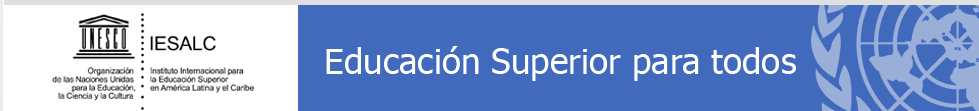 UNESCO
IESALC
Organización
de las Naciones Unidas
para la Educación,
la Ciencia y la Cultura
Instituto Internacional para
la Educación Superior
en América Latina y el Caribe
Educación Superior para todos